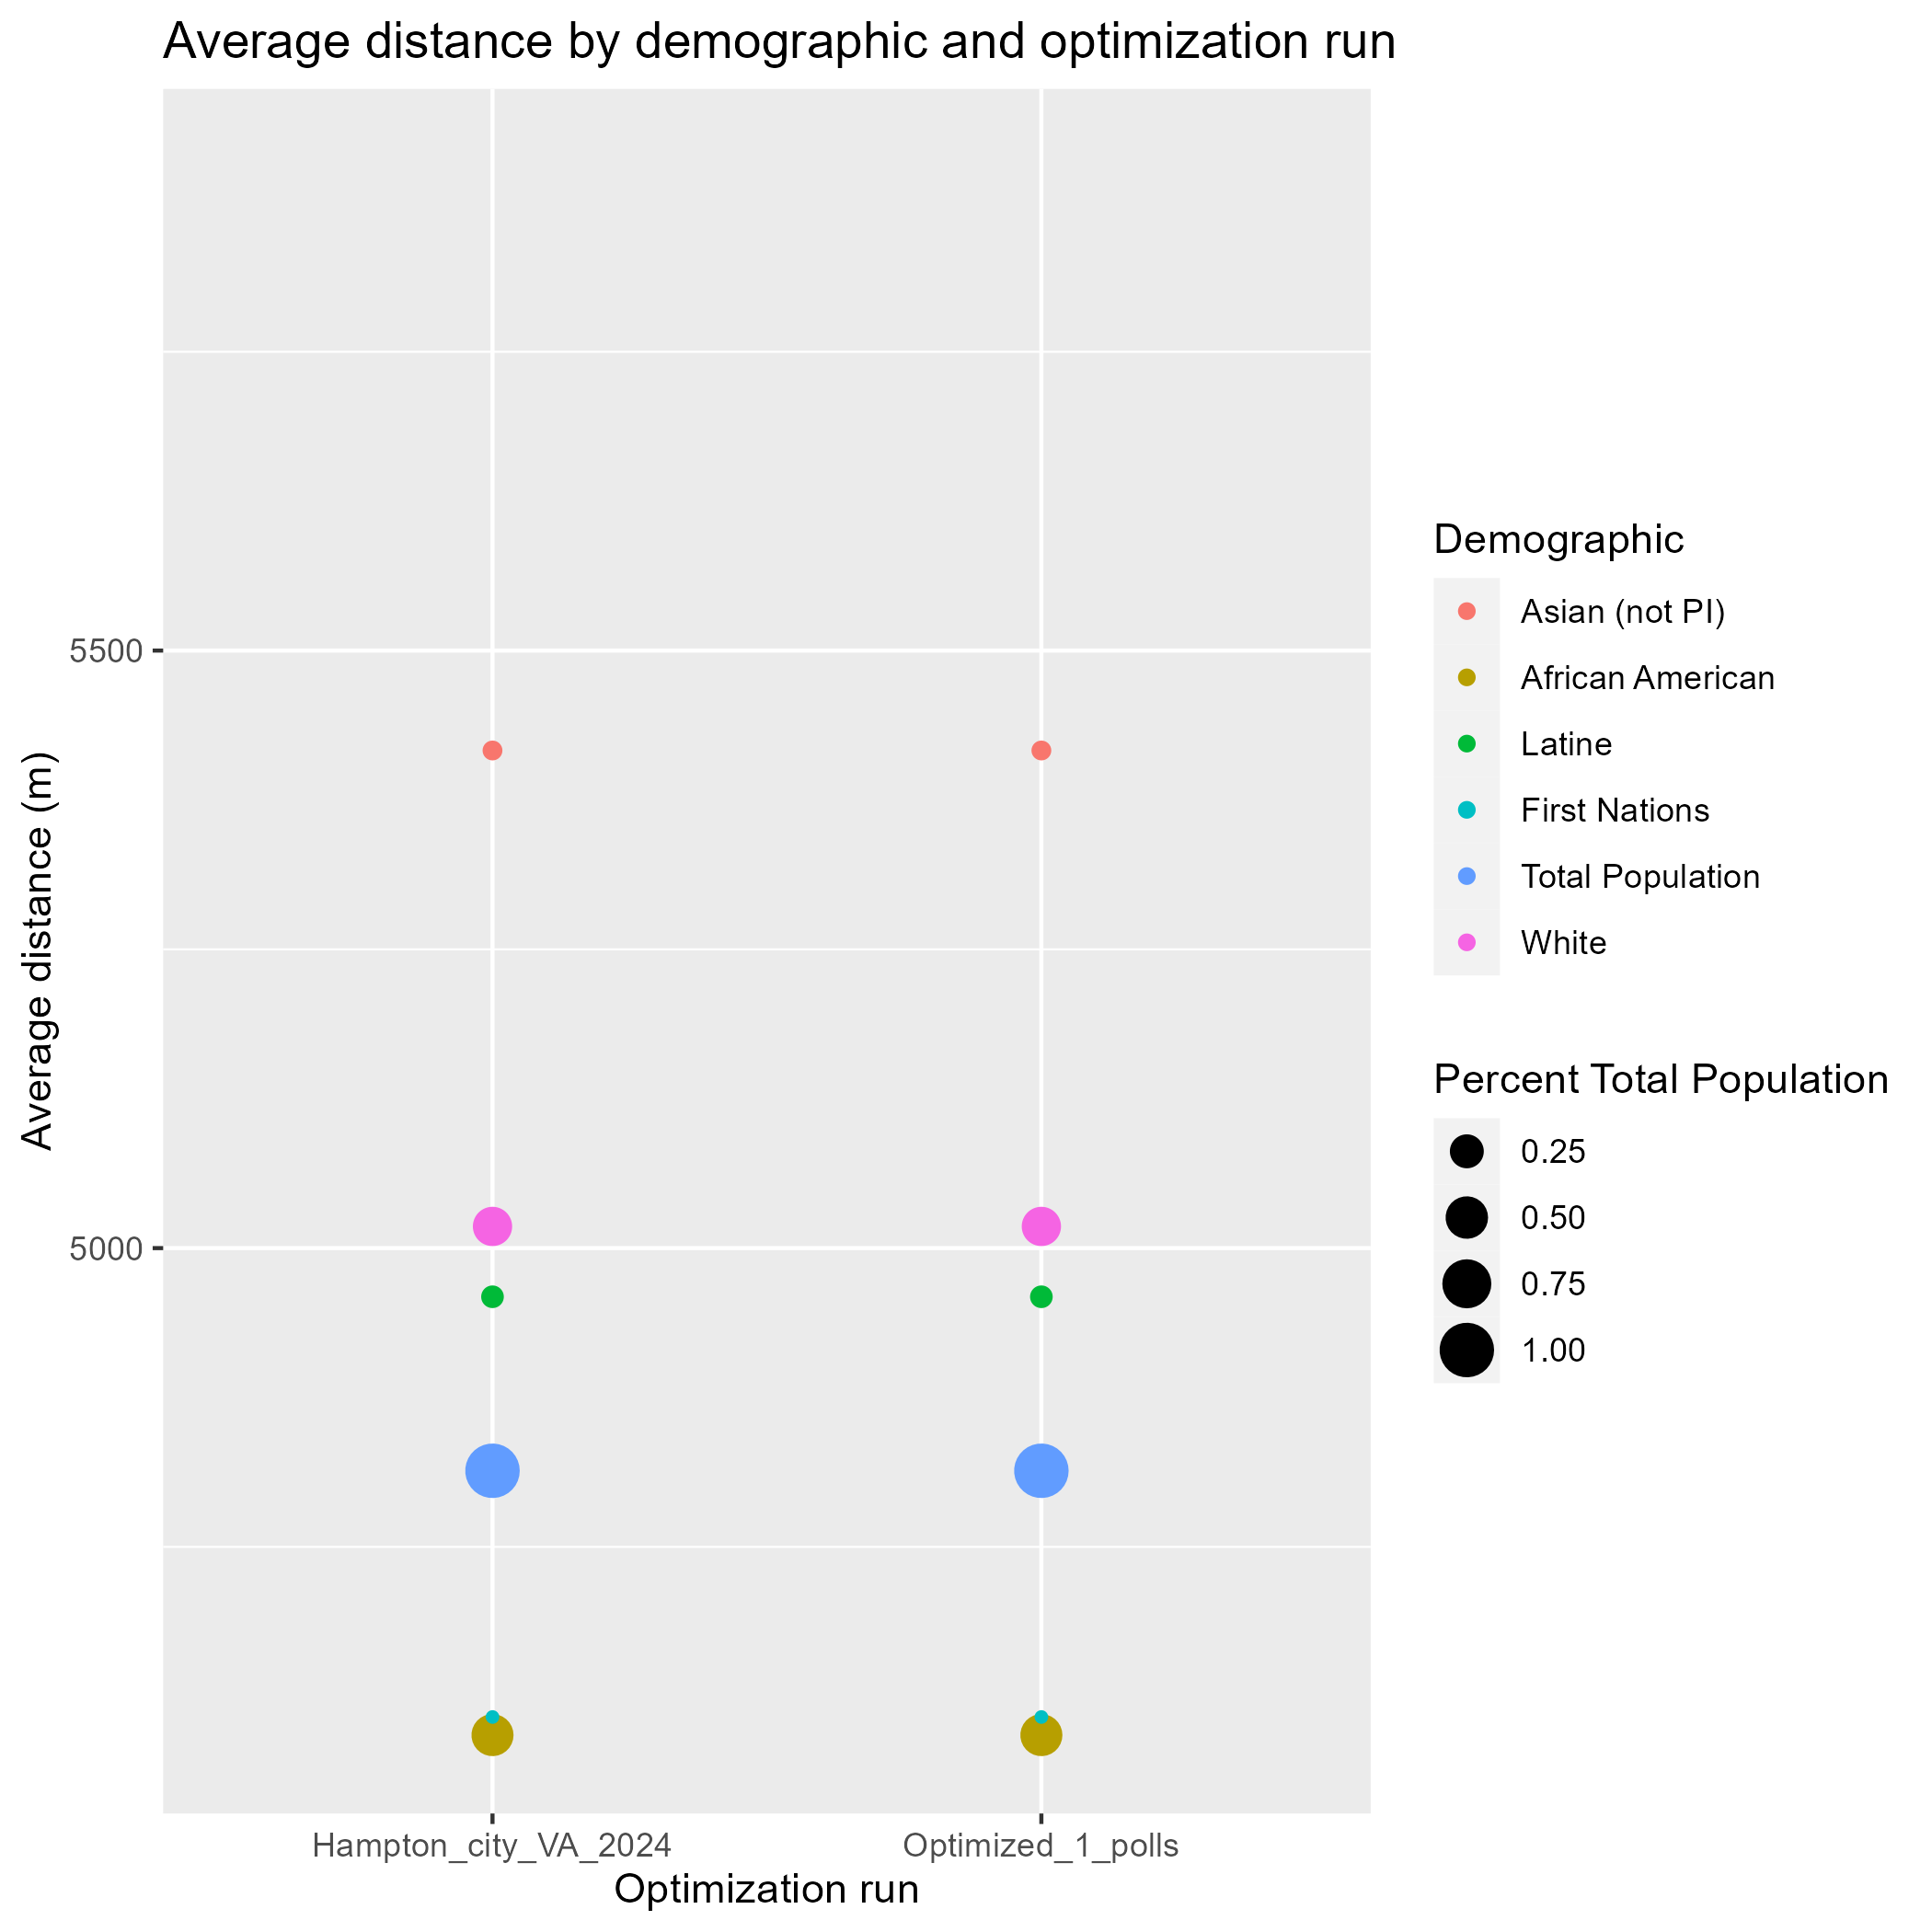 Average distance by demographic and optimization run
Average distance (m)
5500
5000
Hampton_city_VA_2024
Optimized_1_polls
Optimization run
Demographic
Asian (not PI)
African American
Latine
First Nations
Total Population
White
Percent Total Population
0.25
0.50
0.75
1.00